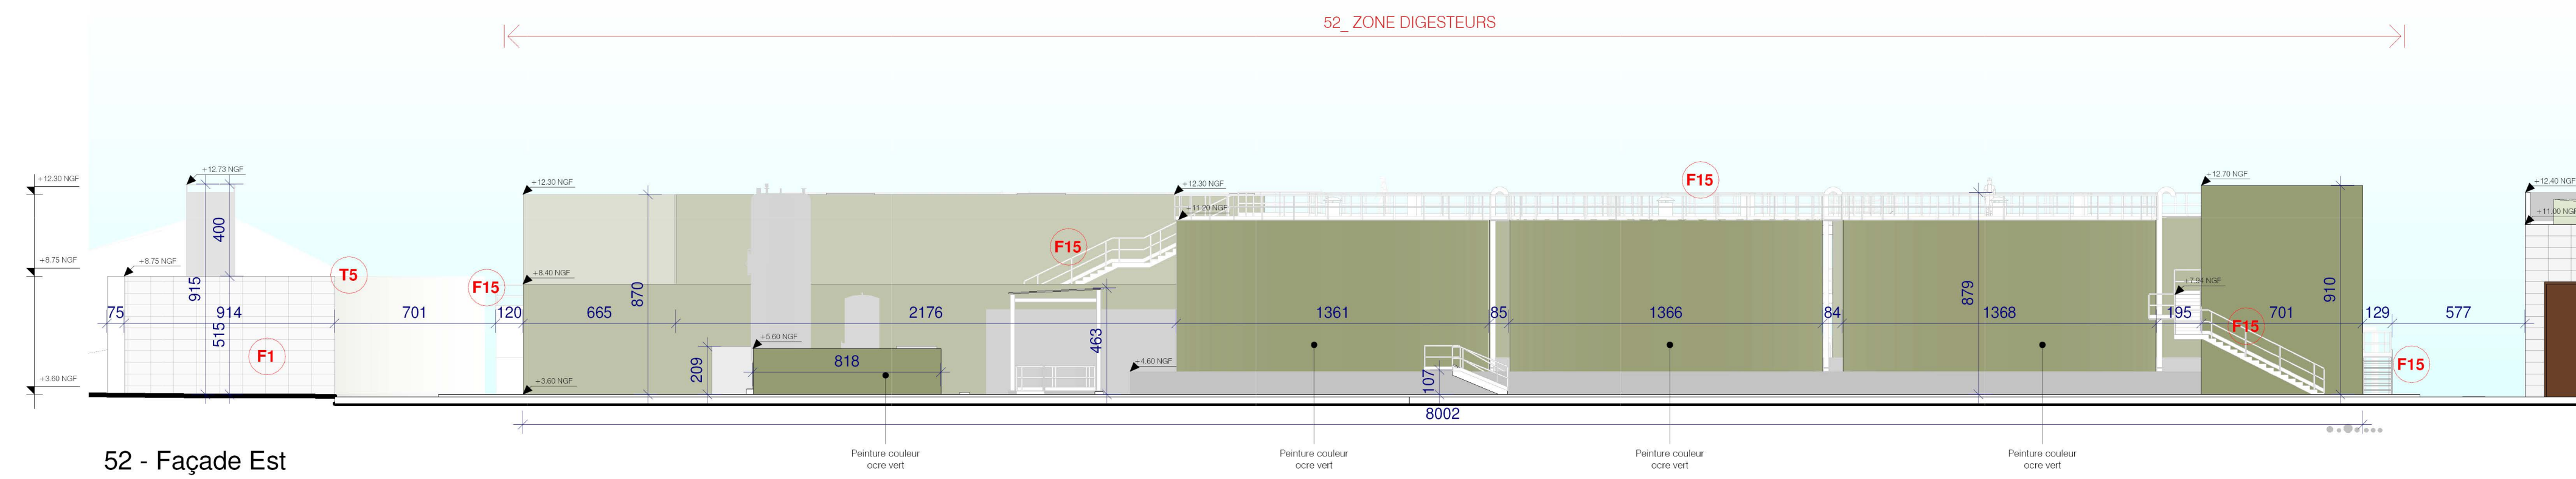 52_ ZONE DIGESTEURS
+12.73 NGF
+12.30 NGF
+12.30 NGF
+12.30 NGF
F15
+12.70 NGF
+12.40 NGF
+11.20 NGF
+11.00 NGF
400
F15
+8.75 NGF
+8.75 NGF
T5
+8.40 NGF
F15
+7.94 NGF
915
870
879
910
75
914
701
120
665
2176
1361
85
1366
84
1368
195
701
129
577
F15
515
463
+5.60 NGF
F1
818
209
+4.60 NGF
F15
107
+3.60 NGF
+3.60 NGF
8002
Peinture couleur
ocre vert
Peinture couleur
ocre vert
Peinture couleur
ocre vert
Peinture couleur
ocre vert
52 - Façade Est